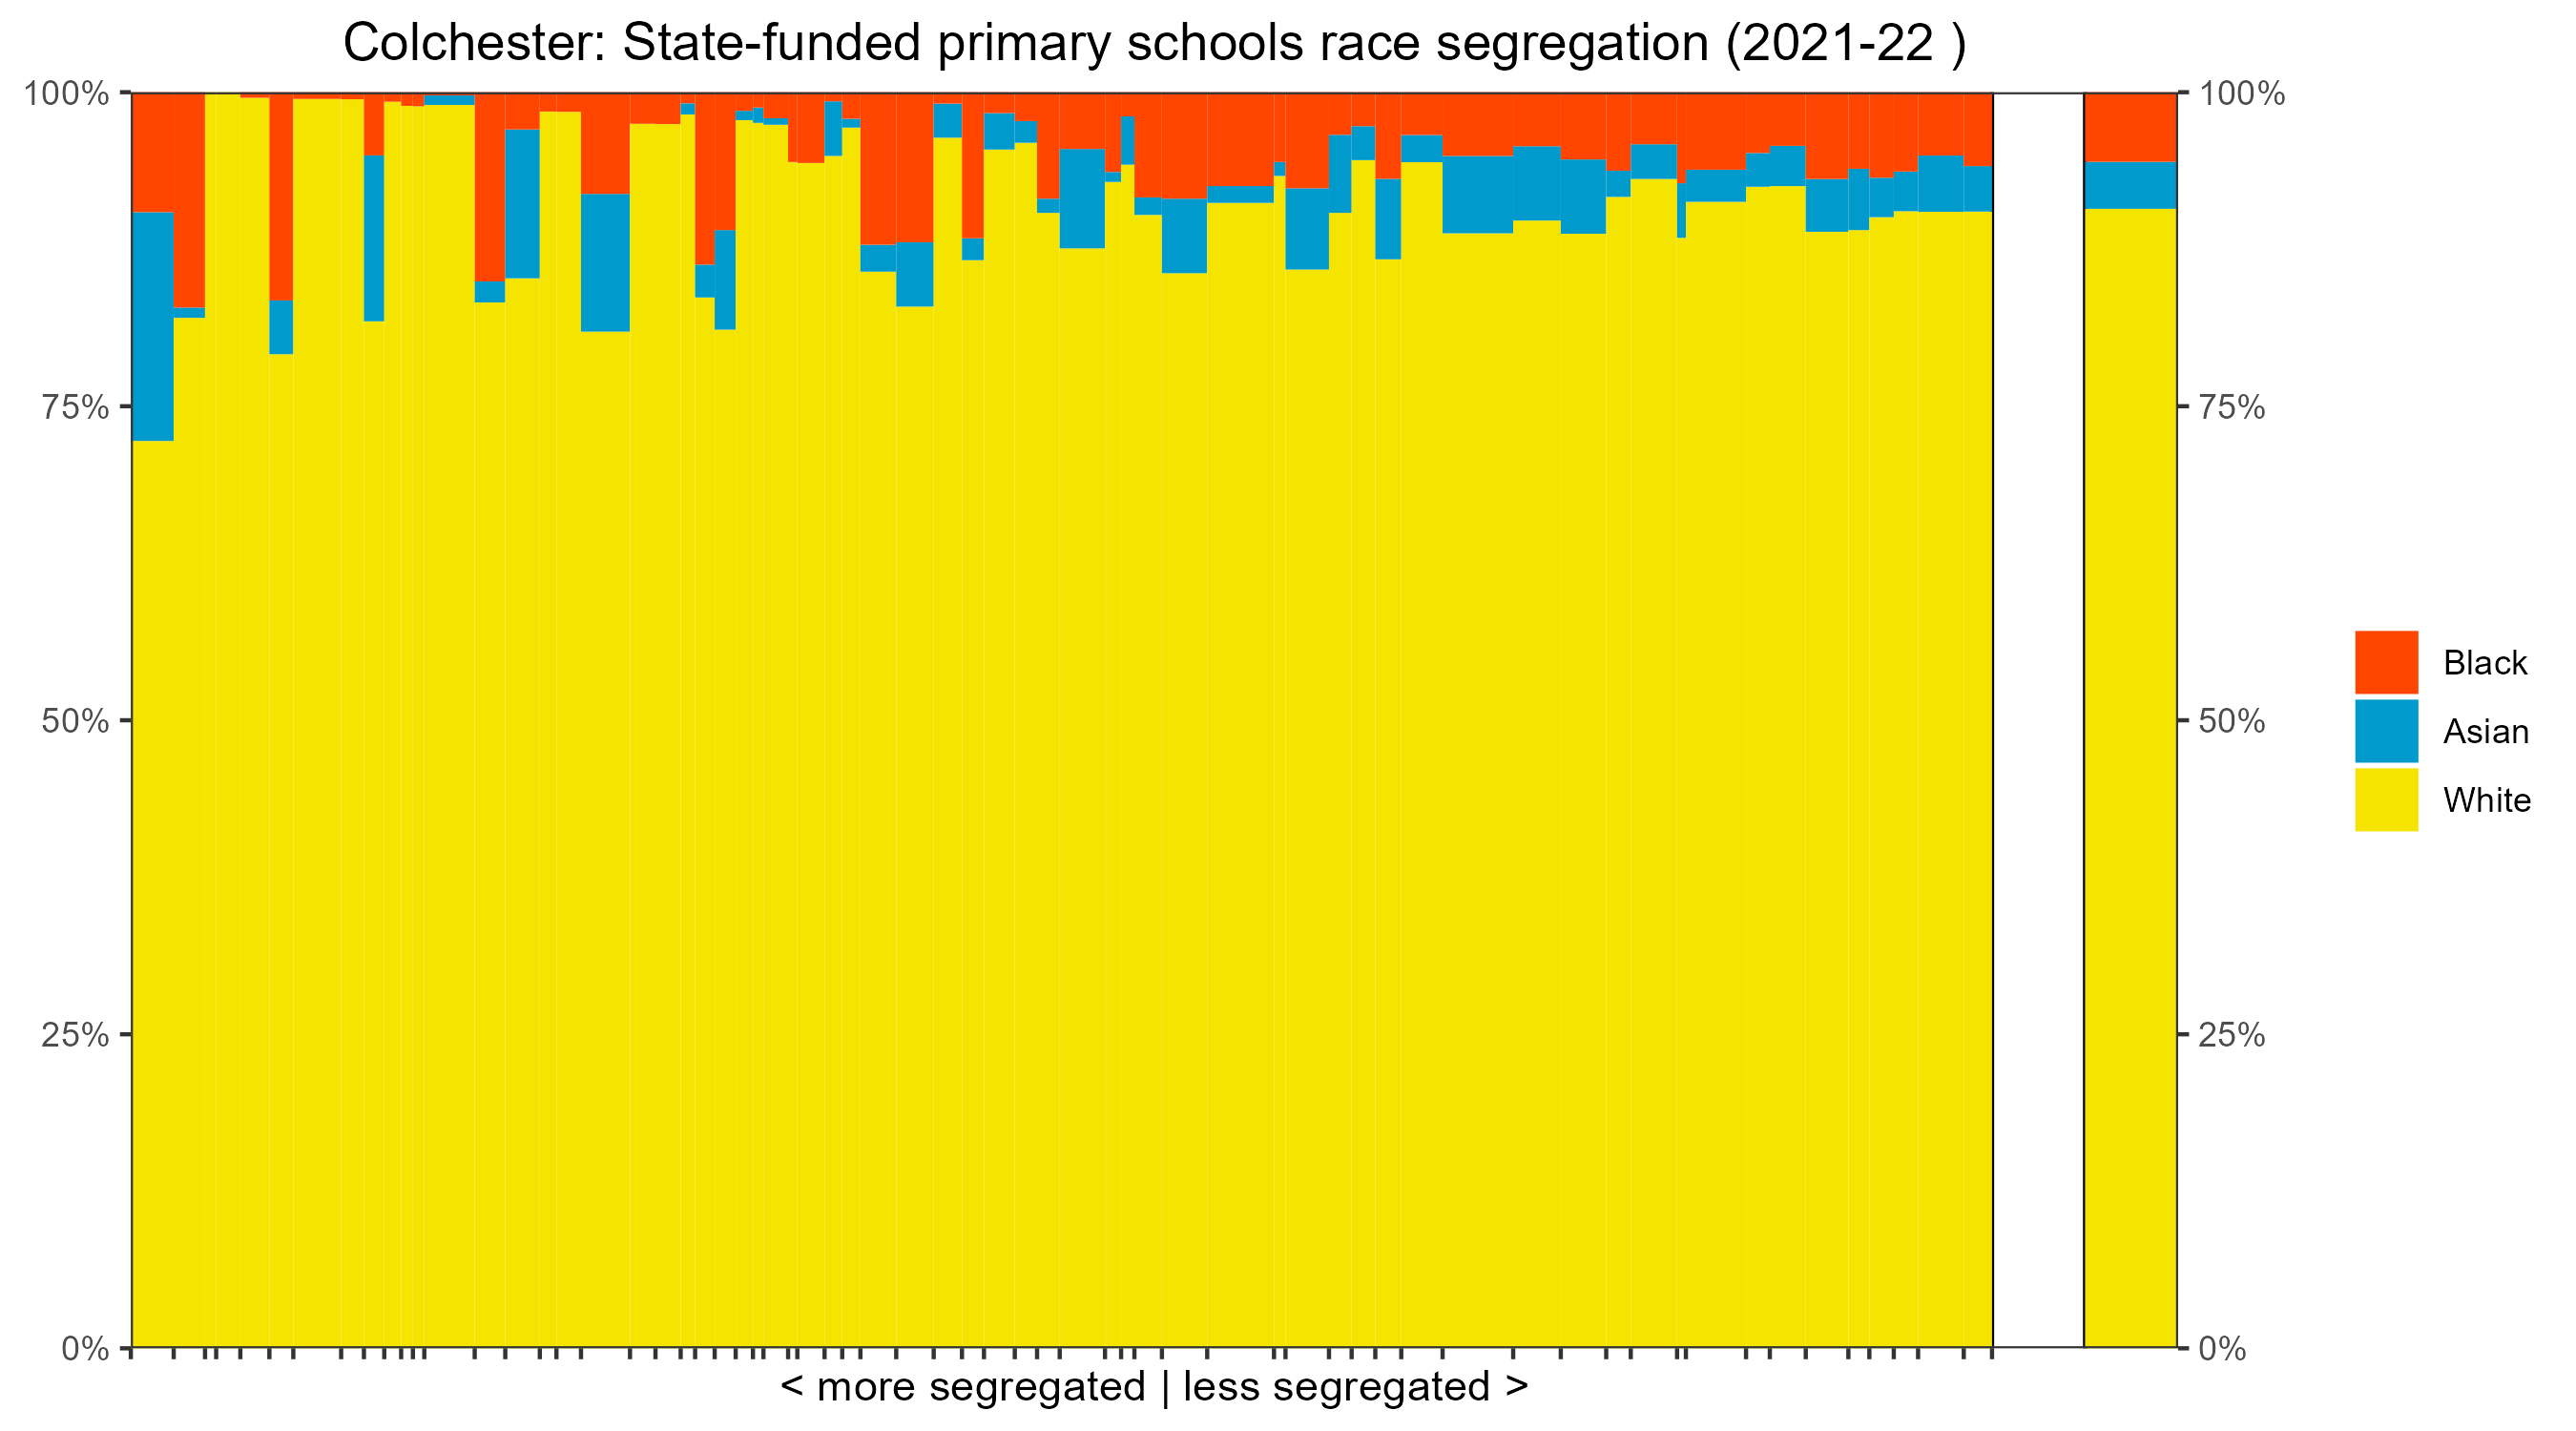 Colchester: State-funded primary schools race segregation (2021-22 )
100%
75%
50%
25%
0%
100%
75%
50%
25%
0%
Black
Asian
White
< more segregated | less segregated >